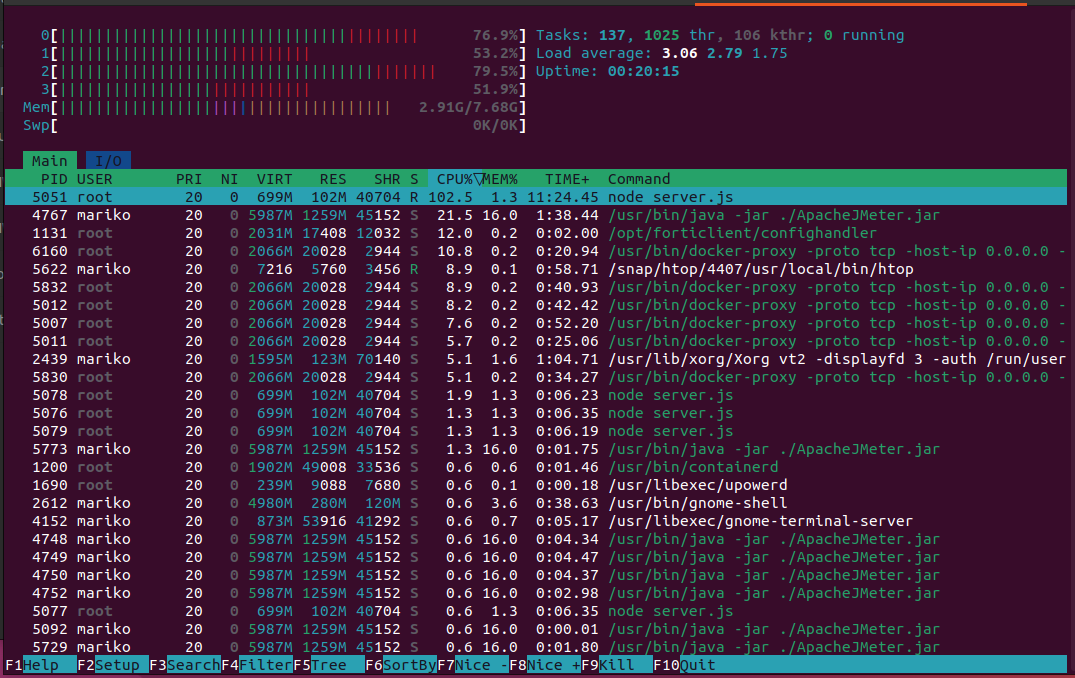 0[||||||||||||||||||||||||||||||||||||||||      76.9%] Tasks: 137, 1025 thr, 106 kthr; 0 running
1[||||||||||||||||||||||||||||      53.2%] Load average: 3.06 2.79 1.75
2[||||||||||||||||||||||||||||||||||||||||||      79.5%] Uptime: 00:20:15
3[||||||||||||||||||||||||||||      51.9%]
Mem[|||||||||||||||||||||||||||||||||||||   2.91G/7.68G]
Swp[      0K/0K]
Main I/O
PID USER PRI NI VIRT RES SHR S CPU%▽MEM% TIME+ Command
5051 root 20 0 699M 102M 40704 R 102.5 1.3 11:24.45 node server.js
4767 mariko 20 0 5987M 1259M 45152 S 21.5 16.0 1:38.44 /usr/bin/java -jar ./ApacheJMeter.jar
1131 root 20 0 2031M 17408 12032 S 12.0 0.2 0:02.00 /opt/forticlient/confighandler
6160 root 20 0 2066M 20028 2944 S 10.8 0.2 0:20.94 /usr/bin/docker-proxy -proto tcp -host-ip 0.0.0.0 -
5622 mariko 20 0 7216 5760 3456 R 8.9 0.1 0:58.71 /snap/htop/4407/usr/local/bin/htop
5832 root 20 0 2066M 20028 2944 S 8.9 0.2 0:40.93 /usr/bin/docker-proxy -proto tcp -host-ip 0.0.0.0 -
5012 root 20 0 2066M 20028 2944 S 8.2 0.2 0:42.42 /usr/bin/docker-proxy -proto tcp -host-ip 0.0.0.0 -
5007 root 20 0 2066M 20028 2944 S 7.6 0.2 0:52.20 /usr/bin/docker-proxy -proto tcp -host-ip 0.0.0.0 -
5011 root 20 0 2066M 20028 2944 S 5.7 0.2 0:25.06 /usr/bin/docker-proxy -proto tcp -host-ip 0.0.0.0 -
2439 mariko 20 0 1595M 123M 70140 S 5.1 1.6 1:04.71 /usr/lib/xorg/Xorg vt2 -displayfd 3 -auth /run/user
5830 root 20 0 2066M 20028 2944 S 5.1 0.2 0:34.27 /usr/bin/docker-proxy -proto tcp -host-ip 0.0.0.0 -
5078 root 20 0 699M 102M 40704 S 1.9 1.3 0:06.23 node server.js
5076 root 20 0 699M 102M 40704 S 1.3 1.3 0:06.35 node server.js
5079 root 20 0 699M 102M 40704 S 1.3 1.3 0:06.19 node server.js
5773 mariko 20 0 5987M 1259M 45152 S 1.3 16.0 0:01.75 /usr/bin/java -jar ./ApacheJMeter.jar
1200 root 20 0 1902M 49008 33536 S 0.6 0.6 0:01.46 /usr/bin/containerd
1690 root 20 0 239M 9088 7680 S 0.6 0.1 0:00.18 /usr/libexec/upowerd
2612 mariko 20 0 4980M 280M 120M S 0.6 3.6 0:38.63 /usr/bin/gnome-shell
4152 mariko 20 0 873M 53916 41292 S 0.6 0.7 0:05.17 /usr/libexec/gnome-terminal-server
4748 mariko 20 0 5987M 1259M 45152 S 0.6 16.0 0:04.34 /usr/bin/java -jar ./ApacheJMeter.jar
4749 mariko 20 0 5987M 1259M 45152 S 0.6 16.0 0:04.47 /usr/bin/java -jar ./ApacheJMeter.jar
4750 mariko 20 0 5987M 1259M 45152 S 0.6 16.0 0:04.37 /usr/bin/java -jar ./ApacheJMeter.jar
4752 mariko 20 0 5987M 1259M 45152 S 0.6 16.0 0:02.98 /usr/bin/java -jar ./ApacheJMeter.jar
5077 root 20 0 699M 102M 40704 S 0.6 1.3 0:06.35 node server.js
5092 mariko 20 0 5987M 1259M 45152 S 0.6 16.0 0:00.01 /usr/bin/java -jar ./ApacheJMeter.jar
5729 mariko 20 0 5987M 1259M 45152 S 0.6 16.0 0:01.80 /usr/bin/java -jar ./ApacheJMeter.jar
F1Help F2Setup F3SearchF4FilterF5Tree F6SortByF7Nice -F8Nice +F9Kill F10Quit